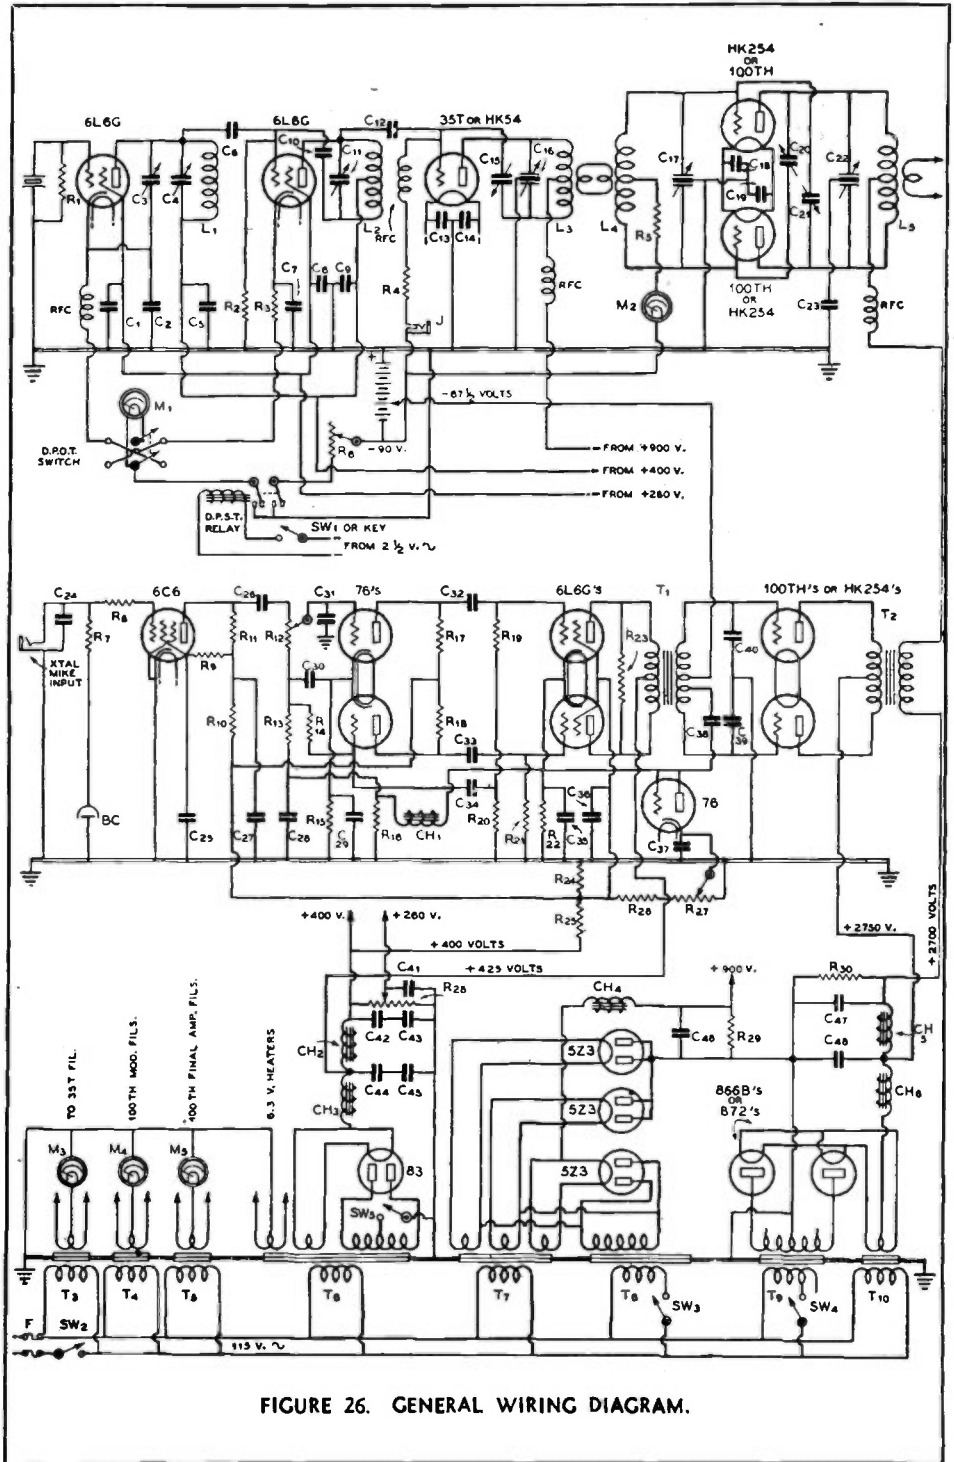 HK254
OR
100TH
6L6G
6L6G
C12
35T OR HK54
C6
C10
C11
C15
C16
C17
C18
C20
C22
R1
C3
C4
L1
L2
RFC
C13
C14
L3
L4
R5
C19
C21
L5
RFC
C1
C2
C5
R2
R3
C7
C8
C9
R4
J
RFC
M2
100TH
OR
HK254
C23
RFC
+
-67½ VOLTS
M1
D.P.D.T.
SWITCH
R6
-90 V.
FROM +900 V.
FROM +400 V.
FROM +260 V.
D.P.S.T.
RELAY
SW1 OR KEY
FROM 2½ V. ~
C24
6C6
C26
C31
76'S
C32
6L6G'S
T1
100TH'S OR HK254'S
T2
R8
R7
R11
R12
R17
R19
R23
C40
XTAL
MIKE
INPUT
R9
C30
R10
R13
R
14
R18
C33
C38
C
39
C34
R20
76
BC
C25
C27
C28
R15
C
29
R16
CH1
R21
R
22
C36
C35
C37
R24
R25
R26
R27
+400 V.
+260 V.
+400 VOLTS
+2750 V.
+2700 VOLTS
+425 VOLTS
C41
R28
CH4
+900 V.
R30
C42
C43
C46
R29
C47
CH
5
CH2
5Z3
C48
C44
C45
CH3
5Z3
866B'S
OR
872'S
CH6
TO 35T FIL.
100TH MOD. FILS.
100TH FINAL AMP. FILS.
6.3 V. HEATERS
M3
M4
M5
83
5Z3
SW5
T3
T4
T5
T6
T7
T8
SW3
T9
SW4
T10
F
SW2
115 V. ~
FIGURE 26. GENERAL WIRING DIAGRAM.